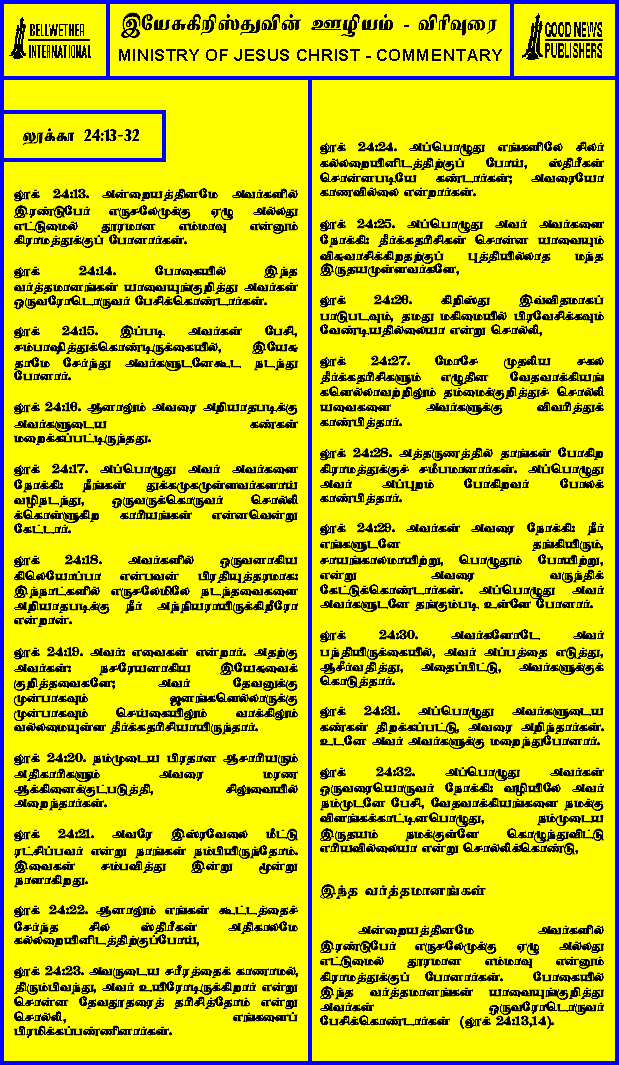 BELLWETHER
INTERNATIONAL
இயேசுகிறிஸ்துவின் ஊழியம் - விரிவுரை
MINISTRY OF JESUS CHRIST - COMMENTARY
GOOD NEWS
PUBLISHERS
லூக்கா 24:13-32
லூக் 24:13. அன்றையத்தினமே அவர்களில்
இரண்டுபேர் எருசலேமுக்கு ஏழு அல்லது
எட்டுமைல் தூரமான எம்மாவு என்னும்
கிராமத்துக்குப் போனார்கள்.
லூக் 24:14. போகையில் இந்த
வர்த்தமானங்கள் யாவையுங்குறித்து அவர்கள்
ஒருவரோடொருவர் பேசிக்கொண்டார்கள்.
லூக் 24:15. இப்படி அவர்கள் பேசி,
சம்பாஷித்துக்கொண்டிருக்கையில், இயேசு
தாமே சேர்ந்து அவர்களுடனேகூட நடந்து
போனார்.
லூக் 24:16. ஆனாலும் அவரை அறியாதபடிக்கு
அவர்களுடைய கண்கள்
மறைக்கப்பட்டிருந்தது.
லூக் 24:17. அப்பொழுது அவர் அவர்களை
நோக்கி: நீங்கள் துக்கமுகமுள்ளவர்களாய்
வழிநடந்து, ஒருவருக்கொருவர் சொல்லி
க்கொள்ளுகிற காரியங்கள் என்னவென்று
கேட்டார்.
லூக் 24:18. அவர்களில் ஒருவனாகிய
கிலெயோப்பா என்பவன் பிரதியுத்தரமாக:
இந்நாட்களில் எருசலேமிலே நடந்தவைகளை
அறியாதபடிக்கு நீர் அந்நியராயிருக்கிறீரோ
என்றான்.
லூக் 24:19. அவர்: எவைகள் என்றார். அதற்கு
அவர்கள்: நசரேயனாகிய இயேசுவைக்
குறித்தவைகளே; அவர் தேவனுக்கு
முன்பாகவும் ஜனங்களெல்லாருக்கு
முன்பாகவும் செய்கையிலும் வாக்கிலும்
வல்லமையுள்ள தீர்க்கதரிசியாயிருந்தார்.
லூக் 24:20. நம்முடைய பிரதான ஆசாரியரும்
அதிகாரிகளும் அவரை மரண
ஆக்கினைக்குட்படுத்தி, சிலுவையில்
அறைந்தார்கள்.
லூக் 24:21. அவரே இஸ்ரவேலை மீட்டு
ரட்சிப்பவர் என்று நாங்கள் நம்பியிருந்தோம்.
இவைகள் சம்பவித்து இன்று மூன்று
நாளாகிறது.
லூக் 24:22. ஆனாலும் எங்கள் கூட்டத்தைச்
சேர்ந்த சில ஸ்திரீகள் அதிகாலமே
கல்லறையினிடத்திற்குப்போய்,
லூக் 24:23. அவருடைய சரீரத்தைக் காணாமல்,
திரும்பிவந்து, அவர் உயிரோடிருக்கிறார் என்று
சொன்ன தேவதூதரைத் தரிசித்தோம் என்று
சொல்லி, எங்களைப்
பிரமிக்கப்பண்ணினார்கள்.
லூக் 24:24. அப்பொழுது எங்களிலே சிலர்
கல்லறையினிடத்திற்குப் போய், ஸ்திரீகள்
சொன்னபடியே கண்டார்கள்; அவரையோ
காணவில்லை என்றார்கள்.
லூக் 24:25. அப்பொழுது அவர் அவர்களை
நோக்கி: தீர்க்கதரிசிகள் சொன்ன யாவையும்
விசுவாசிக்கிறதற்குப் புத்தியில்லாத மந்த
இருதயமுள்ளவர்களே,
லூக் 24:26. கிறிஸ்து இவ்விதமாகப்
பாடுபடவும், தமது மகிமையில் பிரவேசிக்கவும்
வேண்டியதில்லையா என்று சொல்லி,
லூக் 24:27. மோசே முதலிய சகல
தீர்க்கதரிசிகளும் எழுதின வேதவாக்கியங்
களெல்லாவற்றிலும் தம்மைக்குறித்துச் சொல்லி
யவைகளை அவர்களுக்கு விவரித்துக்
காண்பித்தார்.
லூக் 24:28. அத்தருணத்தில் தாங்கள் போகிற
கிராமத்துக்குச் சமீபமானார்கள். அப்பொழுது
அவர் அப்புறம் போகிறவர் போலக்
காண்பித்தார்.
லூக் 24:29. அவர்கள் அவரை நோக்கி: நீர்
எங்களுடனே தங்கியிரும்,
சாயங்காலமாயிற்று, பொழுதும் போயிற்று,
என்று அவரை வருந்திக்
கேட்டுக்கொண்டார்கள். அப்பொழுது அவர்
அவர்களுடனே தங்கும்படி உள்ளே போனார்.
லூக் 24:30. அவர்களோடே அவர்
பந்தியிருக்கையில், அவர் அப்பத்தை எடுத்து,
ஆசீர்வதித்து, அதைப்பிட்டு, அவர்களுக்குக்
கொடுத்தார்.
லூக் 24:31. அப்பொழுது அவர்களுடைய
கண்கள் திறக்கப்பட்டு, அவரை அறிந்தார்கள்.
உடனே அவர் அவர்களுக்கு மறைந்துபோனார்.
லூக் 24:32. அப்பொழுது அவர்கள்
ஒருவரையொருவர் நோக்கி: வழியிலே அவர்
நம்முடனே பேசி, வேதவாக்கியங்களை நமக்கு
விளங்கக்காட்டினபொழுது, நம்முடைய
இருதயம் நமக்குள்ளே கொழுந்துவிட்டு
எரியவில்லையா என்று சொல்லிக்கொண்டு,
இந்த வர்த்தமானங்கள்
அன்றையத்தினமே அவர்களில்
இரண்டுபேர் எருசலேமுக்கு ஏழு அல்லது
எட்டுமைல் தூரமான எம்மாவு என்னும்
கிராமத்துக்குப் போனார்கள். போகையில்
இந்த வர்த்தமானங்கள் யாவையுங்குறித்து
அவர்கள் ஒருவரோடொருவர்
பேசிக்கொண்டார்கள் (லூக் 24:13,14).